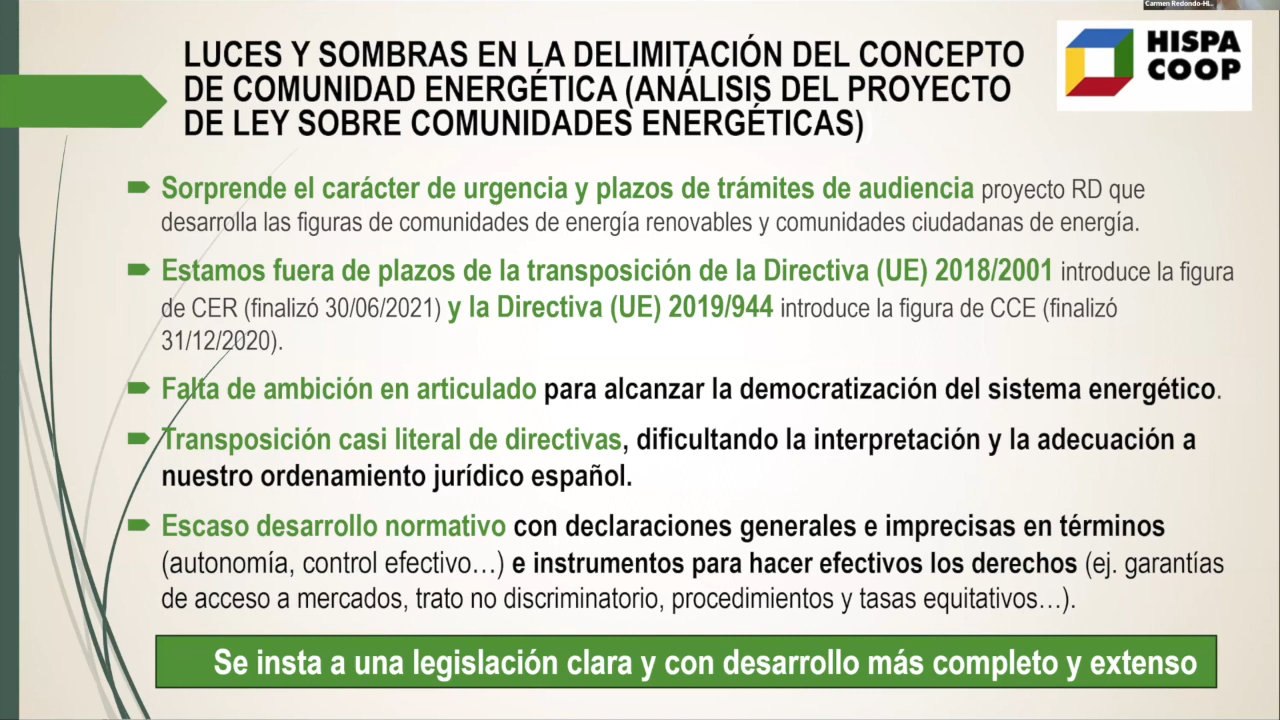 Carmen Redondo-Hi...
LUCES Y SOMBRAS EN LA DELIMITACIÓN DEL CONCEPTO
DE COMUNIDAD ENERGÉTICA (ANÁLISIS DEL PROYECTO
DE LEY SOBRE COMUNIDADES ENERGÉTICAS)
HISPA
COOP
Sorprende el carácter de urgencia y plazos de trámites de audiencia proyecto RD que
desarrolla las figuras de comunidades de energía renovables y comunidades ciudadanas de energía.
Estamos fuera de plazos de la transposición de la Directiva (UE) 2018/2001 introduce la figura
de CER (finalizó 30/06/2021) y la Directiva (UE) 2019/944 introduce la figura de CCE (finalizó
31/12/2020).
Falta de ambición en articulado para alcanzar la democratización del sistema energético.
Transposición casi literal de directivas, dificultando la interpretación y la adecuación a
nuestro ordenamiento jurídico español.
Escaso desarrollo normativo con declaraciones generales e imprecisas en términos
(autonomía, control efectivo…) e instrumentos para hacer efectivos los derechos (ej. garantías
de acceso a mercados, trato no discriminatorio, procedimientos y tasas equitativos…).
Se insta a una legislación clara y con desarrollo más completo y extenso